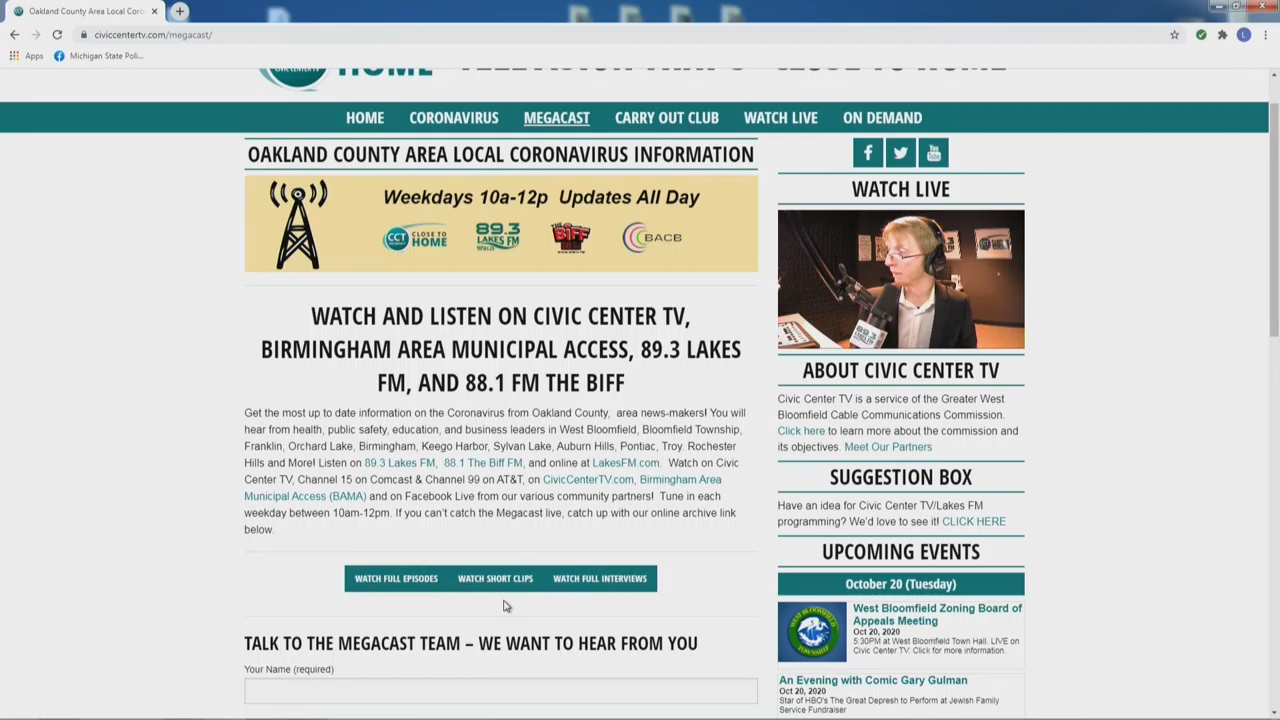 Oakland County Area Local Coro
civiccentertv.com/megacast/
Apps
Michigan State Poli...
L
HOME CORONAVIRUS MEGACAST CARRY OUT CLUB WATCH LIVE ON DEMAND
OAKLAND COUNTY AREA LOCAL CORONAVIRUS INFORMATION
Weekdays 10a-12p Updates All Day
CCT CLOSE TO HOME
89.3 LAKES FM
THE BIFF
BACB
WATCH AND LISTEN ON CIVIC CENTER TV,
BIRMINGHAM AREA MUNICIPAL ACCESS, 89.3 LAKES
FM, AND 88.1 FM THE BIFF
Get the most up to date information on the Coronavirus from Oakland County, area news-makers! You will
hear from health, public safety, education, and business leaders in West Bloomfield, Bloomfield Township,
Franklin, Orchard Lake, Birmingham, Keego Harbor, Sylvan Lake, Auburn Hills, Pontiac, Troy. Rochester
Hills and More! Listen on 89.3 Lakes FM, 88.1 The Biff FM, and online at LakesFM.com. Watch on Civic
Center TV, Channel 15 on Comcast & Channel 99 on AT&T, on CivicCenterTV.com, Birmingham Area
Municipal Access (BAMA) and on Facebook Live from our various community partners! Tune in each
weekday between 10am-12pm. If you can't catch the Megacast live, catch up with our online archive link
below.
WATCH FULL EPISODES WATCH SHORT CLIPS WATCH FULL INTERVIEWS
TALK TO THE MEGACAST TEAM – WE WANT TO HEAR FROM YOU
Your Name (required)
WATCH LIVE
89.3
ABOUT CIVIC CENTER TV
Civic Center TV is a service of the Greater West
Bloomfield Cable Communications Commission.
Click here to learn more about the commission and
its objectives. Meet Our Partners
SUGGESTION BOX
Have an idea for Civic Center TV/Lakes FM
programming? We'd love to see it! CLICK HERE
UPCOMING EVENTS
October 20 (Tuesday)
West Bloomfield Zoning Board of
Appeals Meeting
Oct 20, 2020
5:30PM at West Bloomfield Town Hall. LIVE on
Civic Center TV. Click for more information.
An Evening with Comic Gary Gulman
Oct 20, 2020
Star of HBO's The Great Depresh to Perform at Jewish Family
Service Fundraiser